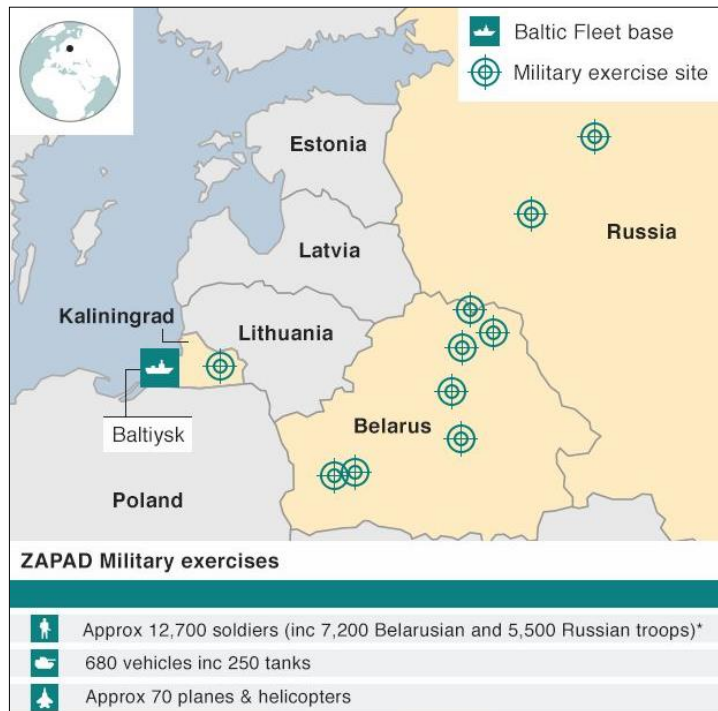 Baltic Fleet base
Military exercise site
Estonia
Russia
Latvia
Kaliningrad
Lithuania
Baltiysk
Belarus
Poland
ZAPAD Military exercises
Approx 12,700 soldiers (inc 7,200 Belarusian and 5,500 Russian troops)*
680 vehicles inc 250 tanks
Approx 70 planes & helicopters